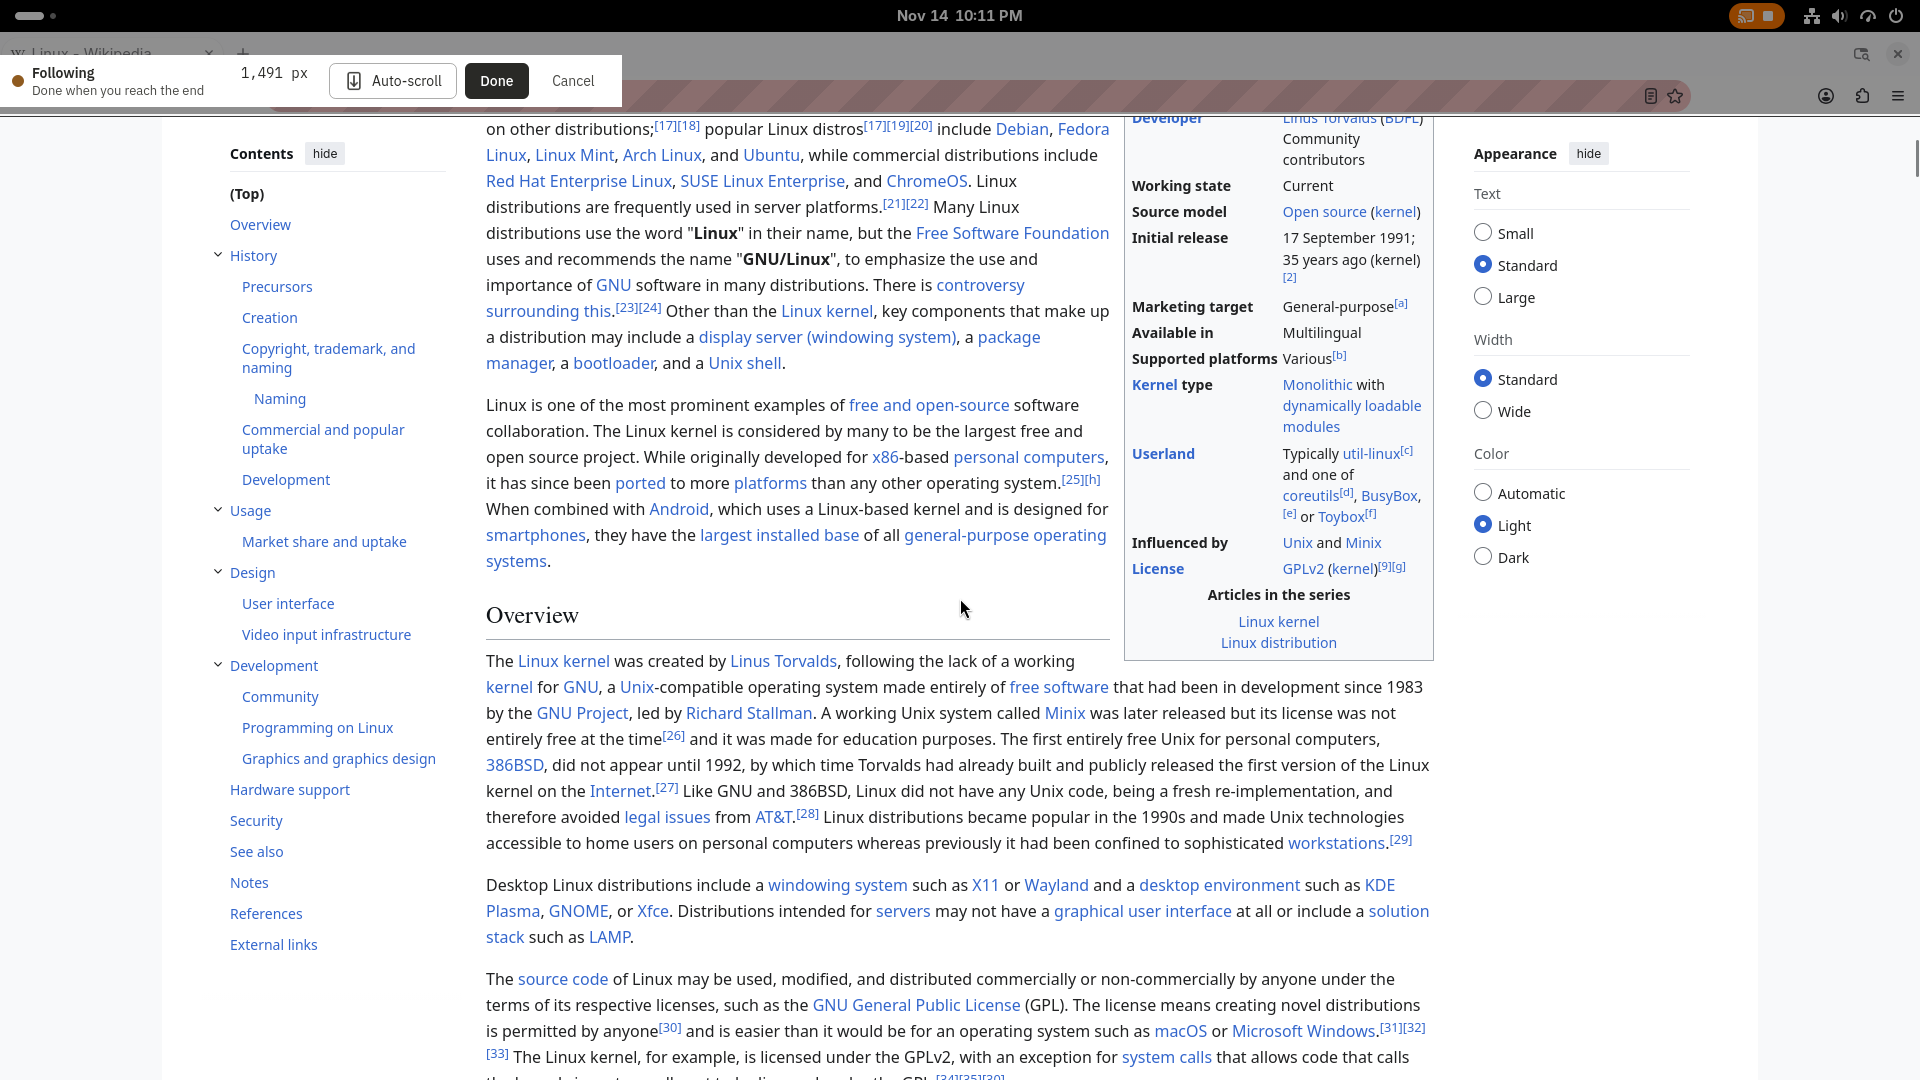 Nov 14 10:11 PM
Linux - Wikipedia
Following
Done when you reach the end
1,491 px
Auto-scroll
Done
Cancel
Contents hide
(Top)
Overview
History
Precursors
Creation
Copyright, trademark, and
naming
Naming
Commercial and popular
uptake
Development
Usage
Market share and uptake
Design
User interface
Video input infrastructure
Development
Community
Programming on Linux
Graphics and graphics design
Hardware support
Security
See also
Notes
References
External links
on other distributions;[17][18] popular Linux distros[17][19][20] include Debian, Fedora
Linux, Linux Mint, Arch Linux, and Ubuntu, while commercial distributions include
Red Hat Enterprise Linux, SUSE Linux Enterprise, and ChromeOS. Linux
distributions are frequently used in server platforms.[21][22] Many Linux
distributions use the word "Linux" in their name, but the Free Software Foundation
uses and recommends the name "GNU/Linux", to emphasize the use and
importance of GNU software in many distributions. There is controversy
surrounding this.[23][24] Other than the Linux kernel, key components that make up
a distribution may include a display server (windowing system), a package
manager, a bootloader, and a Unix shell.
Linux is one of the most prominent examples of free and open-source software
collaboration. The Linux kernel is considered by many to be the largest free and
open source project. While originally developed for x86-based personal computers,
it has since been ported to more platforms than any other operating system.[25][h]
When combined with Android, which uses a Linux-based kernel and is designed for
smartphones, they have the largest installed base of all general-purpose operating
systems.
Overview
The Linux kernel was created by Linus Torvalds, following the lack of a working
kernel for GNU, a Unix-compatible operating system made entirely of free software that had been in development since 1983
by the GNU Project, led by Richard Stallman. A working Unix system called Minix was later released but its license was not
entirely free at the time[26] and it was made for education purposes. The first entirely free Unix for personal computers,
386BSD, did not appear until 1992, by which time Torvalds had already built and publicly released the first version of the Linux
kernel on the Internet.[27] Like GNU and 386BSD, Linux did not have any Unix code, being a fresh re-implementation, and
therefore avoided legal issues from AT&T.[28] Linux distributions became popular in the 1990s and made Unix technologies
accessible to home users on personal computers whereas previously it had been confined to sophisticated workstations.[29]
Desktop Linux distributions include a windowing system such as X11 or Wayland and a desktop environment such as KDE
Plasma, GNOME, or Xfce. Distributions intended for servers may not have a graphical user interface at all or include a solution
stack such as LAMP.
The source code of Linux may be used, modified, and distributed commercially or non-commercially by anyone under the
terms of its respective licenses, such as the GNU General Public License (GPL). The license means creating novel distributions
is permitted by anyone[30] and is easier than it would be for an operating system such as macOS or Microsoft Windows.[31][32]
[33] The Linux kernel, for example, is licensed under the GPLv2, with an exception for system calls that allows code that calls
Developer Linus Torvalds (BDFL)
Community
contributors
Working state Current
Source model Open source (kernel)
Initial release 17 September 1991;
35 years ago (kernel)
[2]
Marketing target General-purpose[a]
Available in Multilingual
Supported platforms Various[b]
Kernel type Monolithic with
dynamically loadable
modules
Userland Typically util-linux[c]
and one of
coreutils[d], BusyBox,
[e] or Toybox[f]
Influenced by Unix and Minix
License GPLv2 (kernel)[9][g]
Articles in the series
Linux kernel
Linux distribution
Appearance hide
Text
Small
Standard
Large
Width
Standard
Wide
Color
Automatic
Light
Dark